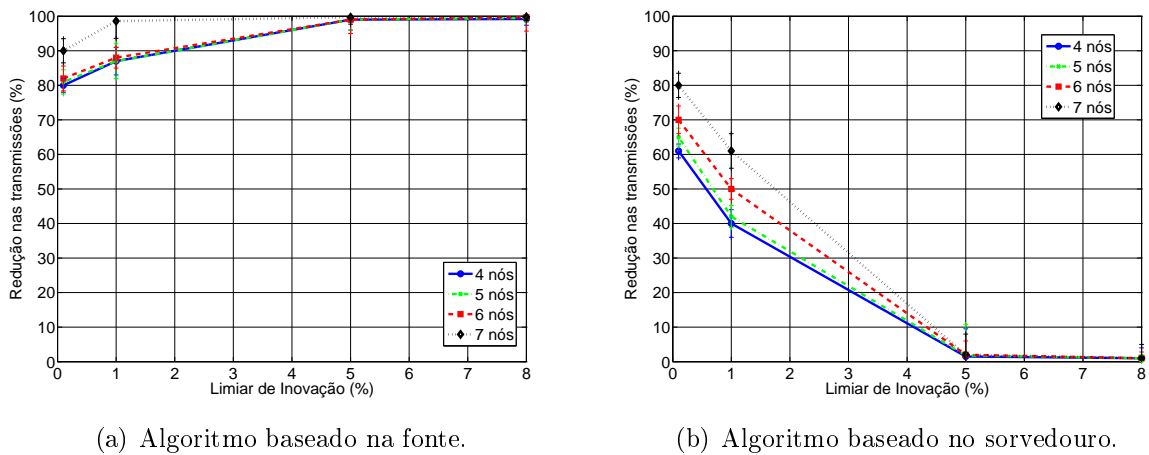 Redução nas transmissões (%)
100
90
80
70
60
50
40
30
20
10
0
0 1 2 3 4 5 6 7 8
Limiar de Inovação (%)
4 nós
5 nós
6 nós
7 nós
(a) Algoritmo baseado na fonte.
Redução nas transmissões (%)
100
90
80
70
60
50
40
30
20
10
0
0 1 2 3 4 5 6 7 8
Limiar de Inovação (%)
4 nós
5 nós
6 nós
7 nós
(b) Algoritmo baseado no sorvedouro.